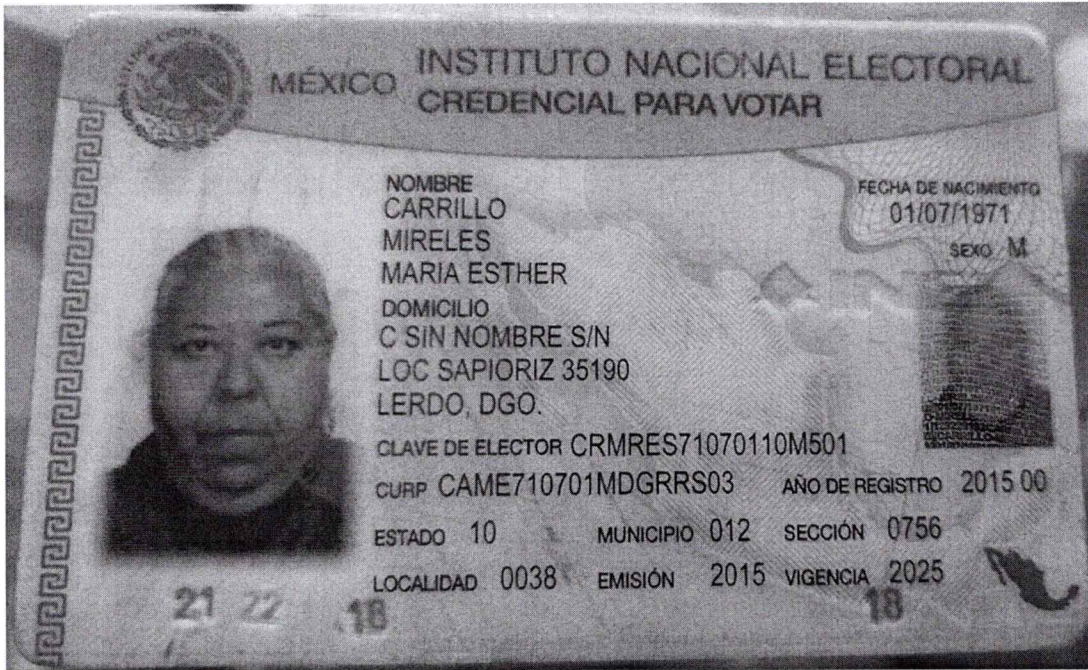 MÉXICO INSTITUTO NACIONAL ELECTORAL
CREDENCIAL PARA VOTAR
NOMBRE
CARRILLO
MIRELES
MARIA ESTHER
FECHA DE NACIMIENTO
01/07/1971
SEXO M
DOMICILIO
C SIN NOMBRE S/N
LOC SAPIORIZ 35190
LERDO, DGO.
CLAVE DE ELECTOR CRMRES71070110M501
CURP CAME710701MDGRRS03 AÑO DE REGISTRO 2015 00
ESTADO 10 MUNICIPIO 012 SECCIÓN 0756
LOCALIDAD 0038 EMISIÓN 2015 VIGENCIA 2025
21 22 18 18